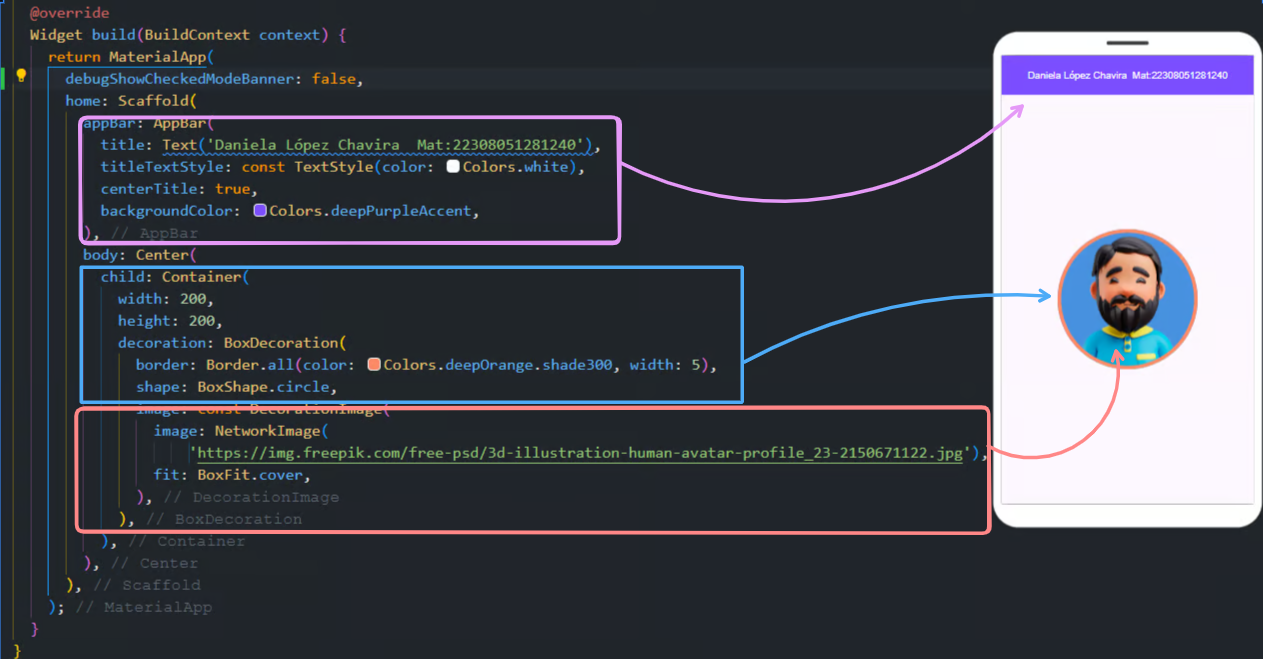 @override
Widget build(BuildContext context) {
return MaterialApp(
debugShowCheckedModeBanner: false,
home: Scaffold(
appBar: AppBar(
title: Text('Daniela López Chavira  Mat:22308051281240'),
titleTextStyle: const TextStyle(color: Colors.white),
centerTitle: true,
backgroundColor: Colors.deepPurpleAccent,
), // AppBar
body: Center(
child: Container(
width: 200,
height: 200,
decoration: BoxDecoration(
border: Border.all(color: Colors.deepOrange.shade300, width: 5),
shape: BoxShape.circle,
image: const DecorationImage(
image: NetworkImage(
'https://img.freepik.com/free-psd/3d-illustration-human-avatar-profile_23-2150671122.jpg'),
fit: BoxFit.cover,
), // DecorationImage
), // BoxDecoration
), // Container
), // Center
), // Scaffold
); // MaterialApp
}
}
Daniela López Chavira  Mat:22308051281240